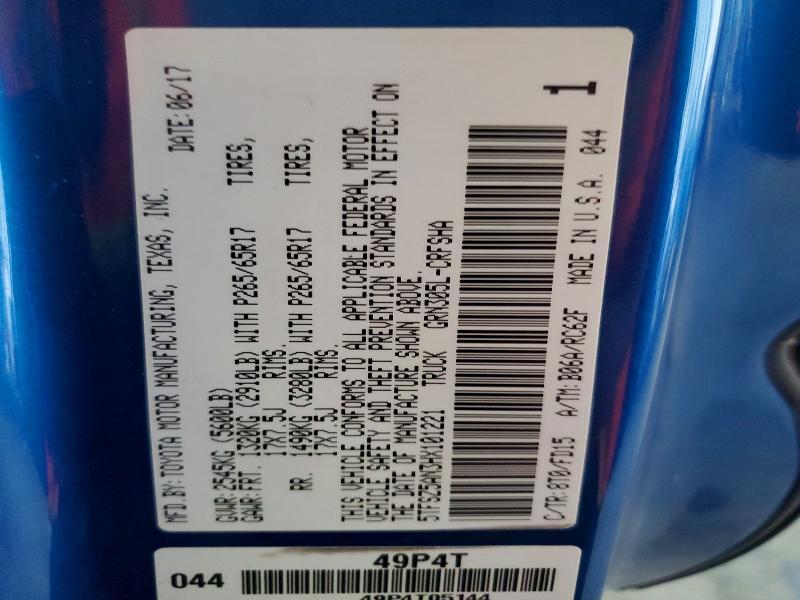 MFD.BY:TOYOTA MOTOR MANUFACTURING, TEXAS, INC.
DATE:06/17
GVWR:2545KG (5600LB)
GAWR:FRT. 1320KG (2910LB) WITH P265/65R17 TIRES,
17X7.5J RIMS.
RR. 1490KG (3280LB) WITH P265/65R17 TIRES,
17X7.5J RIMS.
THIS VEHICLE CONFORMS TO ALL APPLICABLE FEDERAL MOTOR
VEHICLE SAFETY AND THEFT PREVENTION STANDARDS IN EFFECT ON
THE DATE OF MANUFACTURE SHOWN ABOVE.
5TFSZ5AN3HX101221 TRUCK GRN305L-CRFSHA
1
C/TR:8T0/FD15 A/TM:B06A/RC62F MADE IN U.S.A. 044
49P4T
044
49P4T05144